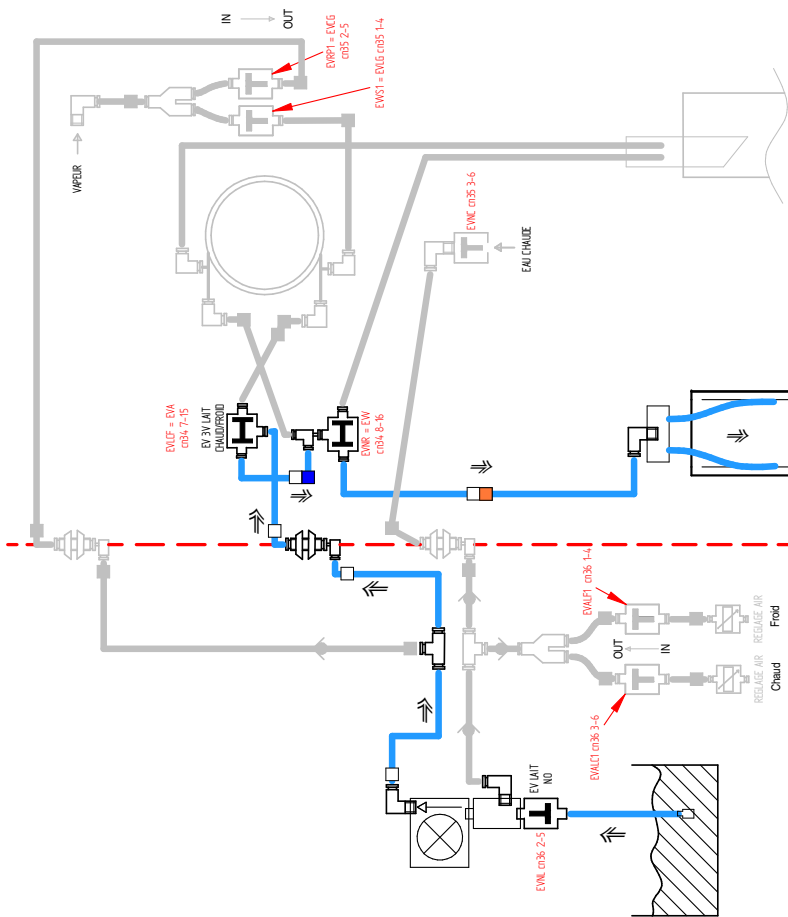 IN
OUT
EVRP1 = EVCG
cn35 2-5
EVWS1 = EVLG cn35 1-4
VAPEUR
EVNC cn35 3-6
EAU CHAUDE
EVLCF = EVA
cn34 7-15
EV 3V LAIT
CHAUD/FROID
EVNR = EVV
cn34 8-16
EVALF1 cn36 1-4
OUT
IN
REGLAGE AIR
Froid
REGLAGE AIR
Chaud
EVALC1 cn36 3-6
EV LAIT
NO
EVNL cn36 2-5